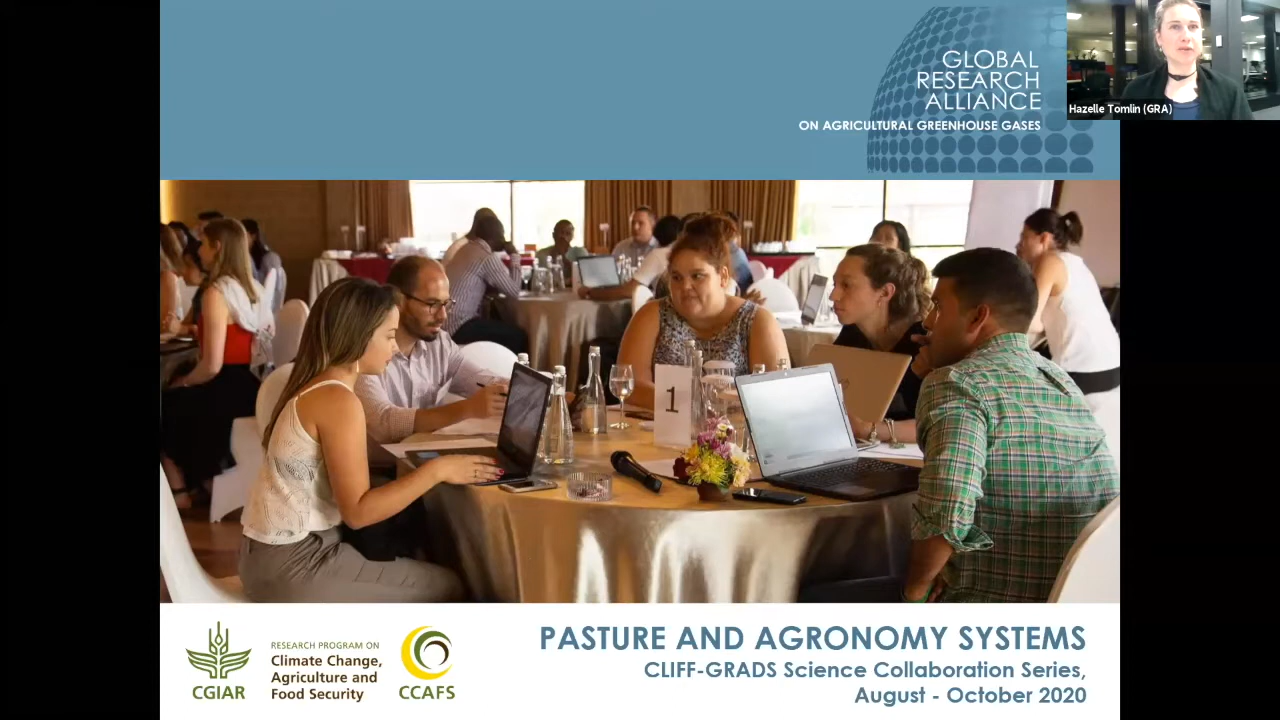 GLOBAL
RESEARCH
ALLIANCE
ON AGRICULTURAL GREENHOUSE GASES
Hazelle Tomlin (GRA)
1
CGIAR
RESEARCH PROGRAM ON
Climate Change,
Agriculture and
Food Security
CCAFS
PASTURE AND AGRONOMY SYSTEMS
CLIFF-GRADS Science Collaboration Series,
August - October 2020